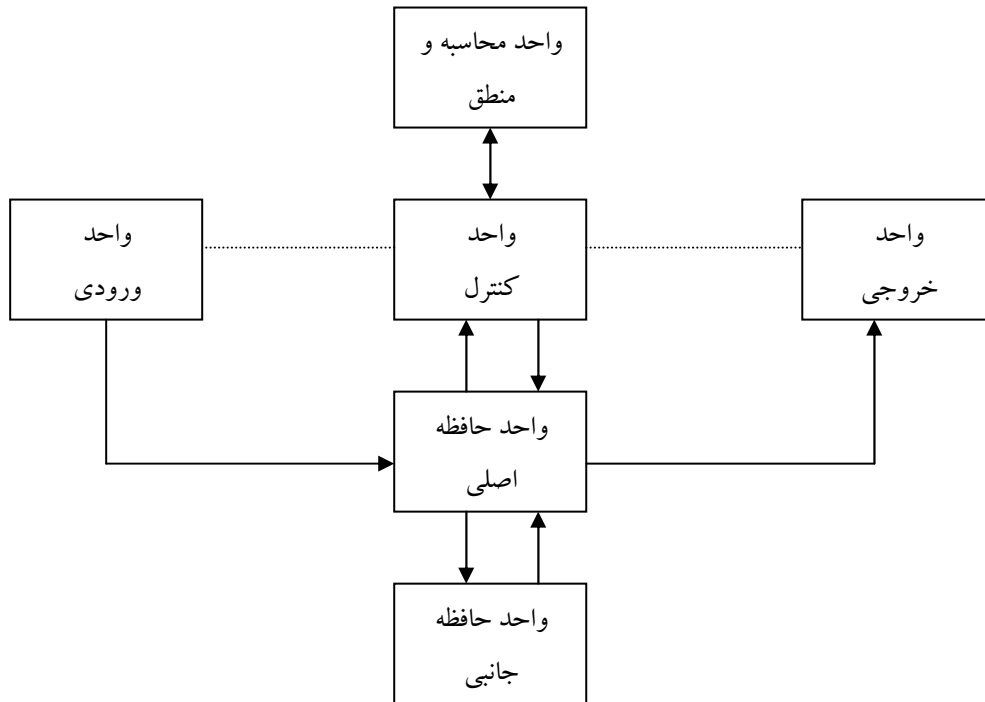 واحد محاسبه و
منطق
واحد
ورودی
واحد
کنترل
واحد
خروجی
واحد حافظه
اصلی
واحد حافظه
جانبی